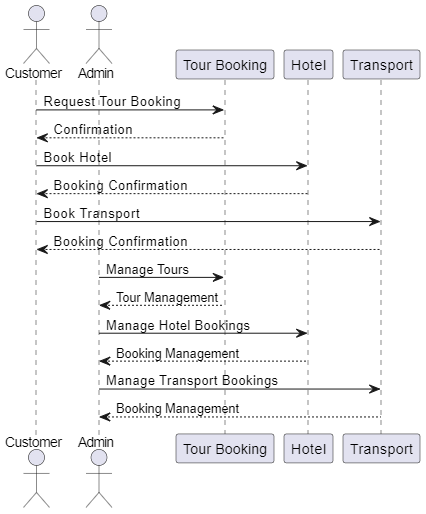 Customer Admin
Tour Booking Hotel Transport
Request Tour Booking
Confirmation
Book Hotel
Booking Confirmation
Book Transport
Booking Confirmation
Manage Tours
Tour Management
Manage Hotel Bookings
Booking Management
Manage Transport Bookings
Booking Management
Customer Admin
Tour Booking Hotel Transport